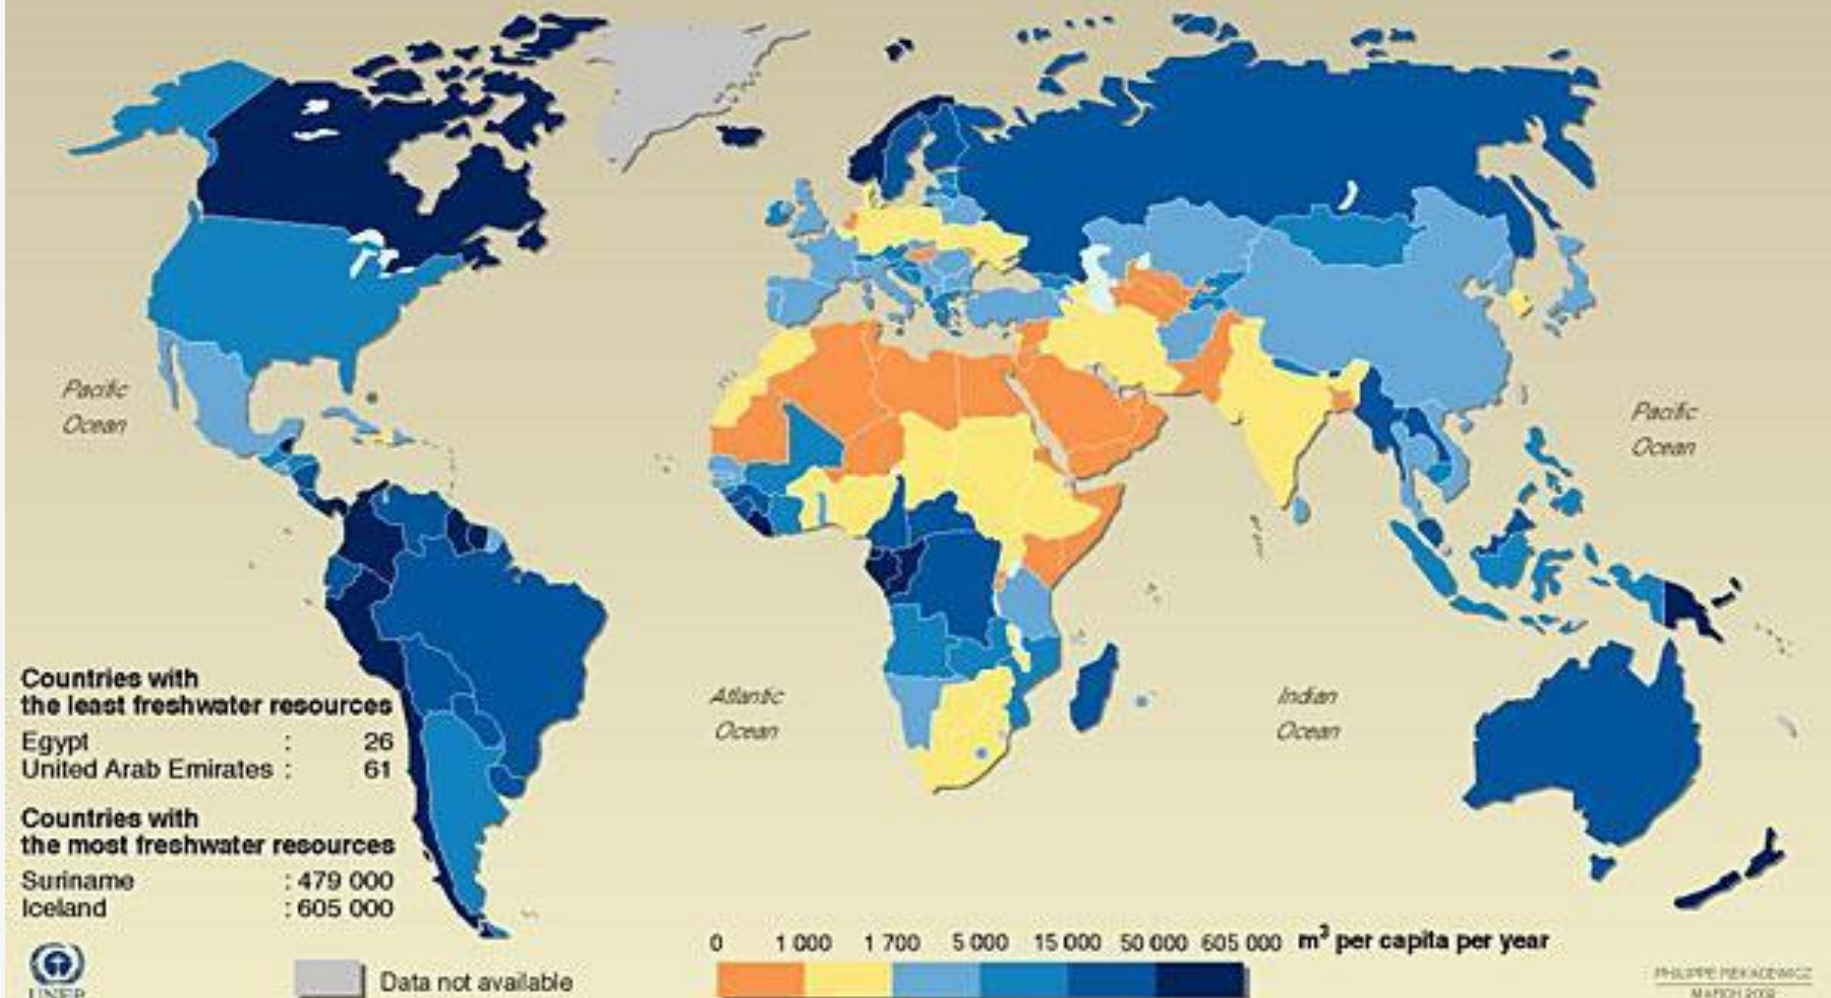 Pacific
Ocean
Pacific
Ocean
Atlantic
Ocean
Indian
Ocean
Countries with
the least freshwater resources
Egypt : 26
United Arab Emirates : 61
Countries with
the most freshwater resources
Suriname : 479 000
Iceland : 605 000
0 1 000 1 700 5 000 15 000 50 000 605 000 m³ per capita per year
Data not available
UNEP
PHILIPPE REKACEWICZ
MARCH